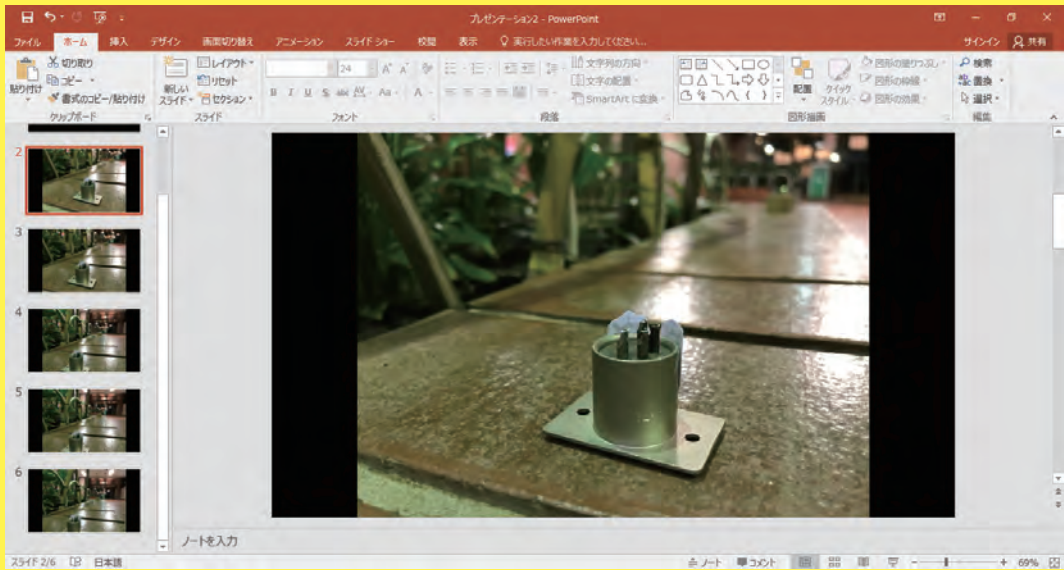 プレゼンテーション2 - PowerPoint
ファイル ホーム 挿入 デザイン 画面切り替え アニメーション スライド ショー 校閲 表示 実行したい作業を入力してください... サインイン 共有
貼り付け
切り取り
コピー
書式のコピー/貼り付け
クリップボード
新しい
スライド
レイアウト
リセット
セクション
スライド
24
B I U S abc AV Aa A
フォント
文字列の方向
文字の配置
SmartArt に変換
段落
配置
クイック
スタイル
図形の塗りつぶし
図形の枠線
図形の効果
図形描画
検索
置換
選択
編集
2
3
4
5
6
ノートを入力
スライド 2/6 日本語 ノート コメント 69%